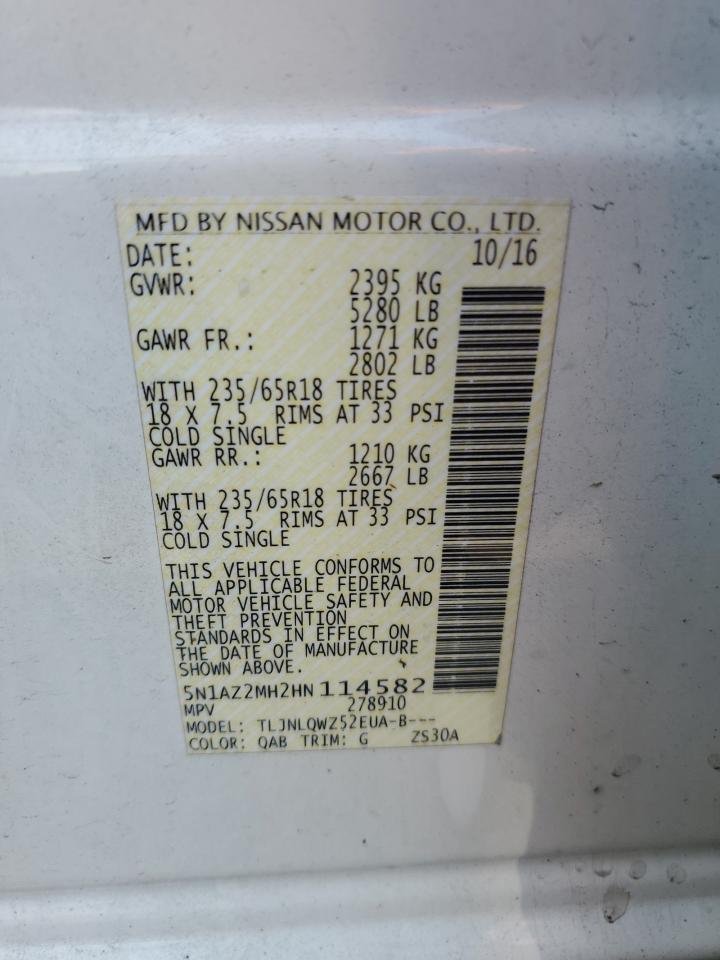 MFD BY NISSAN MOTOR CO., LTD.
DATE: 10/16
GVWR: 2395 KG
5280 LB
GAWR FR.: 1271 KG
2802 LB
WITH 235/65R18 TIRES
18 X 7.5 RIMS AT 33 PSI
COLD SINGLE
GAWR RR.: 1210 KG
2667 LB
WITH 235/65R18 TIRES
18 X 7.5 RIMS AT 33 PSI
COLD SINGLE
THIS VEHICLE CONFORMS TO
ALL APPLICABLE FEDERAL
MOTOR VEHICLE SAFETY AND
THEFT PREVENTION
STANDARDS IN EFFECT ON
THE DATE OF MANUFACTURE
SHOWN ABOVE.
5N1AZ2MH2HN114582
MPV 278910
MODEL: TLJNLQWZ52EUA-B---
COLOR: QAB TRIM: G ZS30A